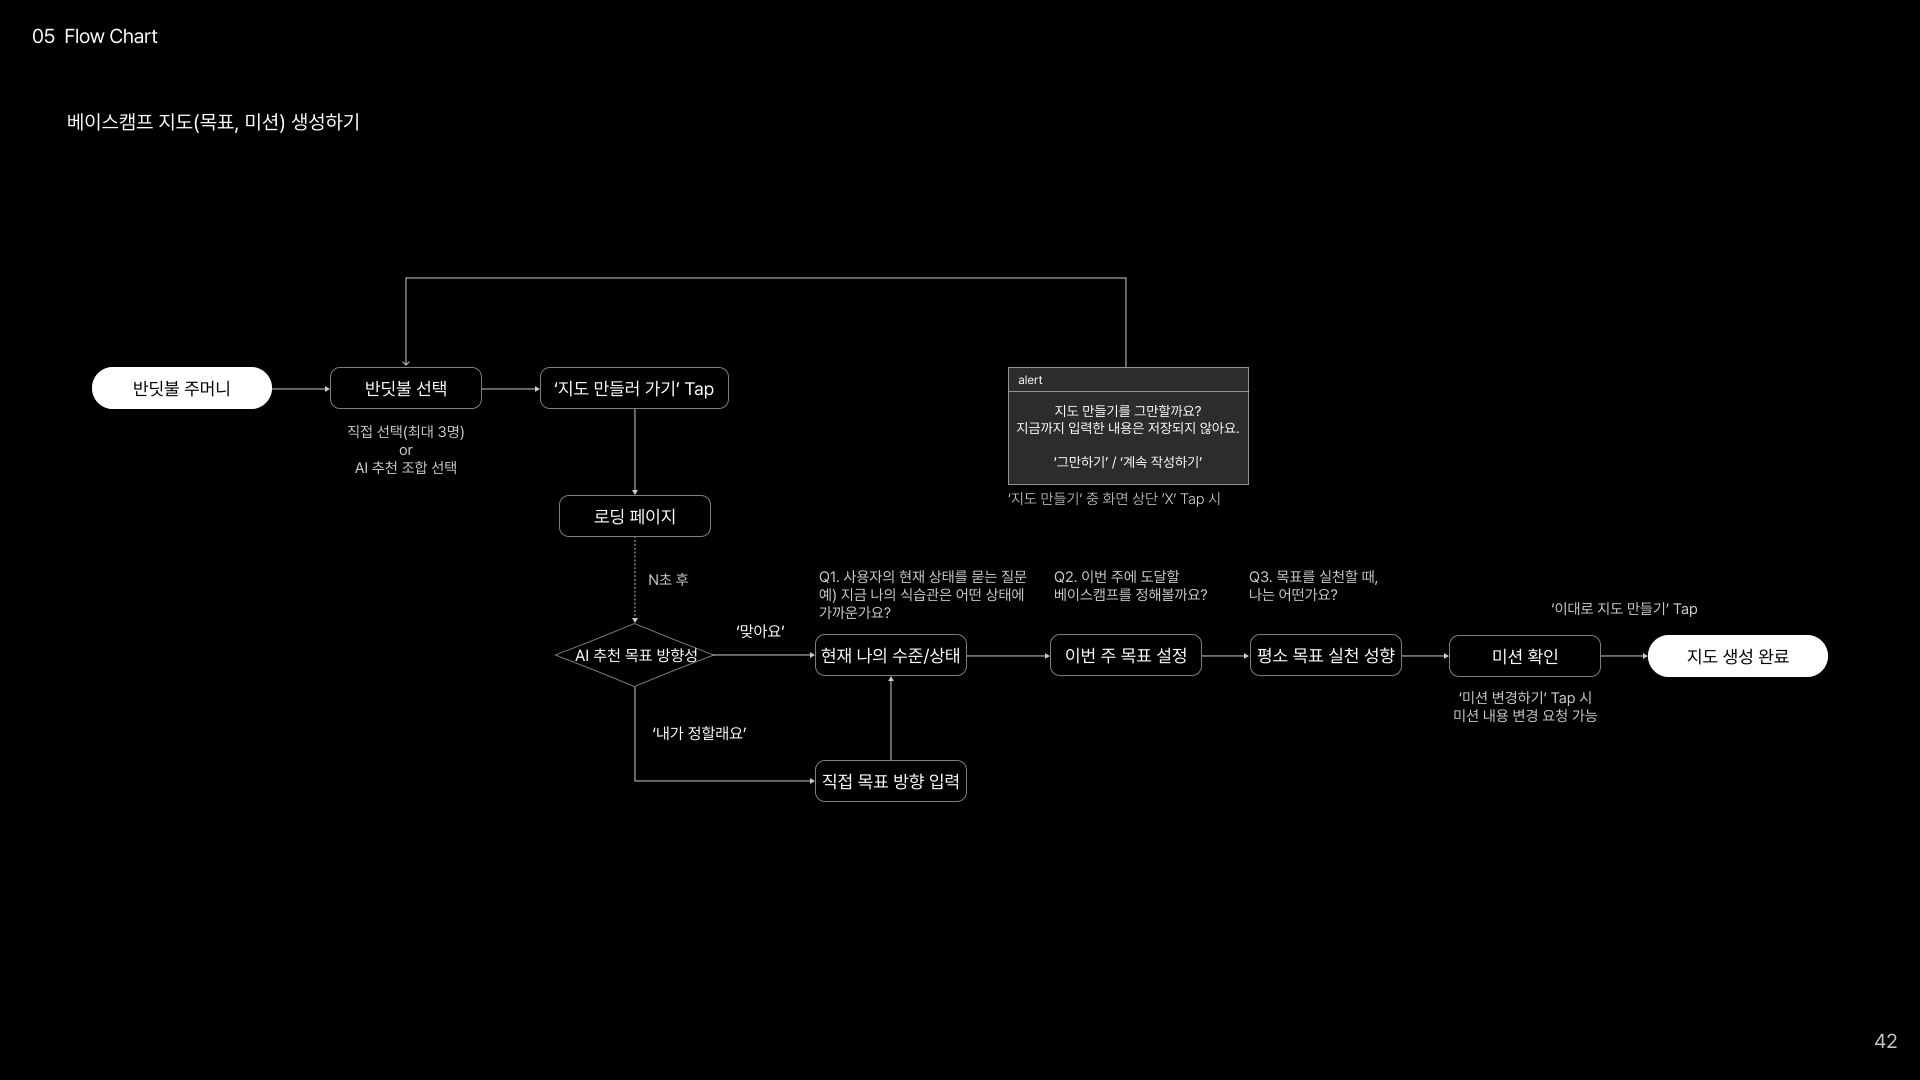 05 Flow Chart
베이스캠프 지도(목표, 미션) 생성하기
반딧불 주머니
반딧불 선택
‘지도 만들러 가기’ Tap
직접 선택(최대 3명)
or
AI 추천 조합 선택
alert
지도 만들기를 그만할까요?
지금까지 입력한 내용은 저장되지 않아요.
‘그만하기’ / ‘계속 작성하기’
‘지도 만들기’ 중 화면 상단 ‘X’ Tap 시
로딩 페이지
N초 후
AI 추천 목표 방향성
‘맞아요’
‘내가 정할래요’
직접 목표 방향 입력
Q1. 사용자의 현재 상태를 묻는 질문
예) 지금 나의 식습관은 어떤 상태에
가까운가요?
현재 나의 수준/상태
Q2. 이번 주에 도달할
베이스캠프를 정해볼까요?
이번 주 목표 설정
Q3. 목표를 실천할 때,
나는 어떤가요?
평소 목표 실천 성향
미션 확인
‘미션 변경하기’ Tap 시
미션 내용 변경 요청 가능
‘이대로 지도 만들기’ Tap
지도 생성 완료
42